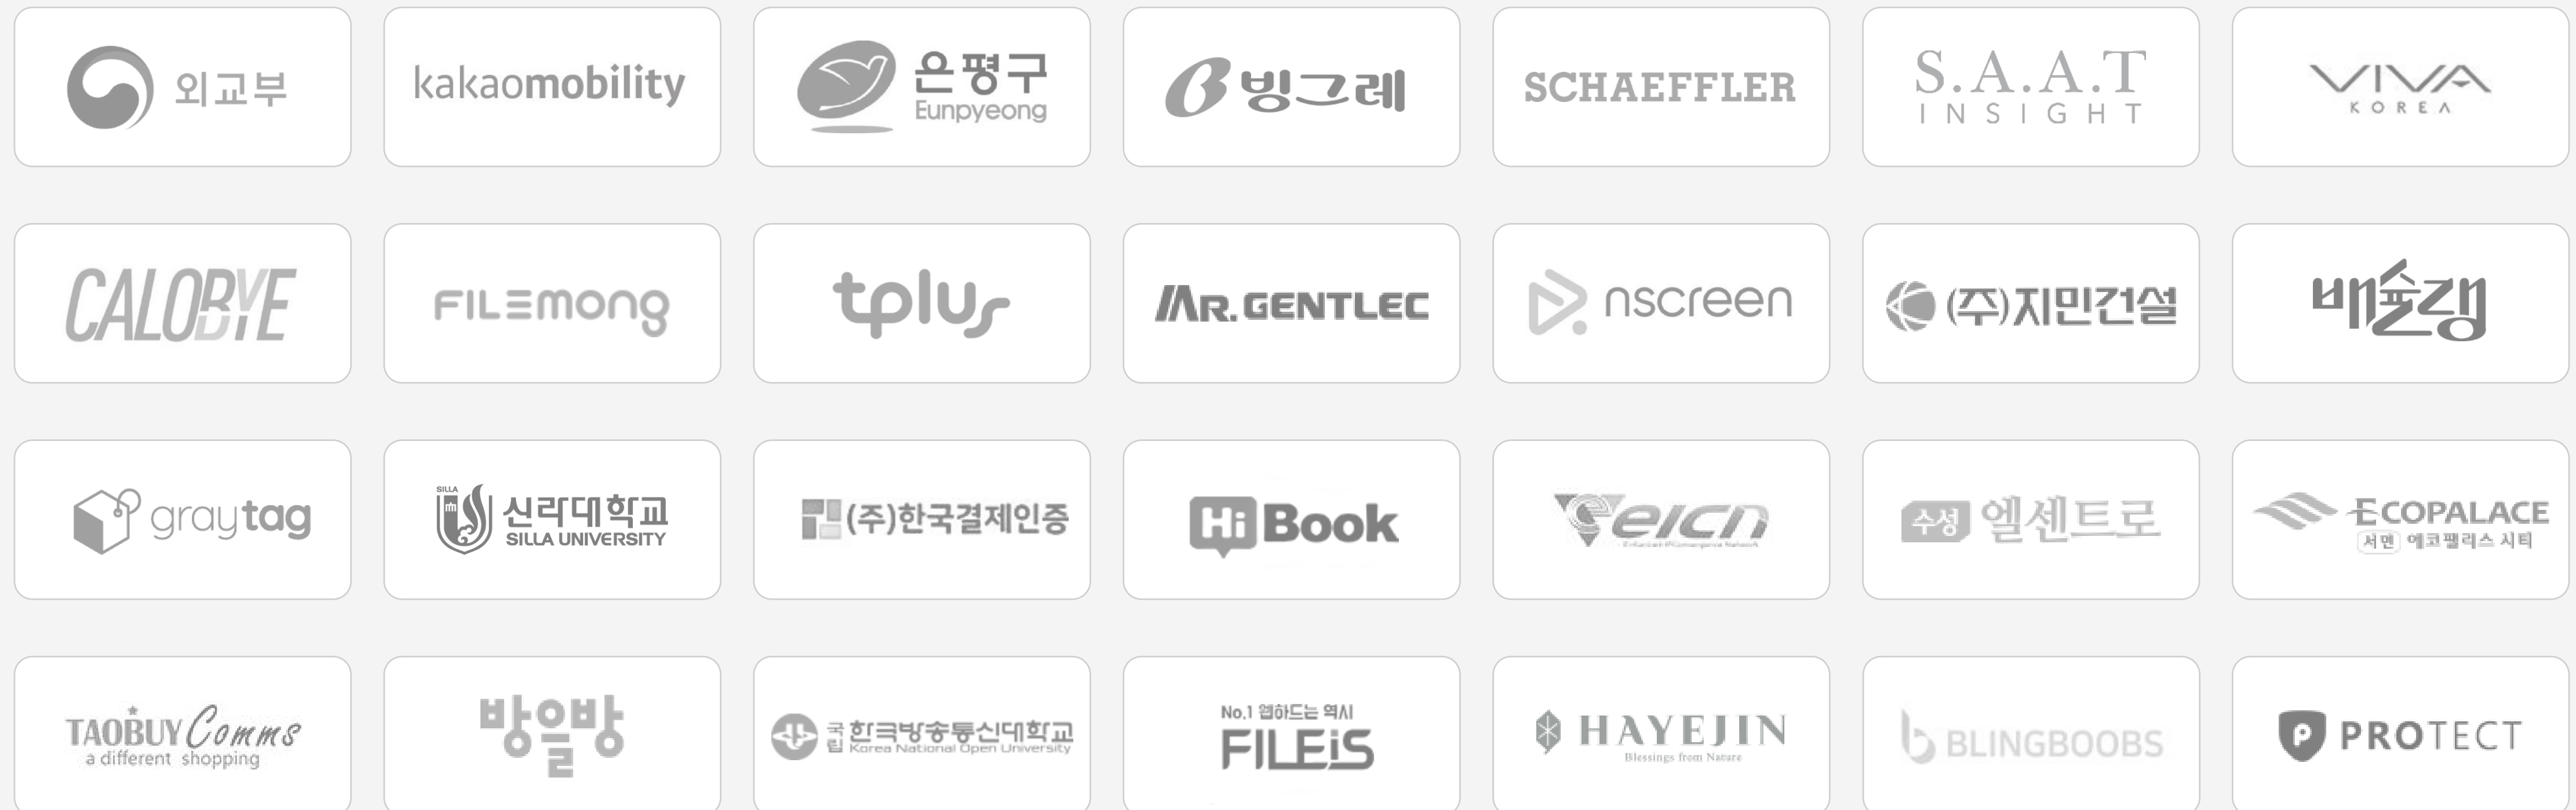 외교부
kakaomobility
은평구
Eunpyeong
빙그레
SCHAEFFLER
S.A.A.T
INSIGHT
VIVA
KOREA
CALOBYE
FILEmong
tplus
MR.GENTLEC
nscreen
(주)지민건설
배슐랭
graytag
SILLA
신라대학교
SILLA UNIVERSITY
(주)한국결제인증
Hi Book
eicn
수성 엘센트로
ECOPALACE
서면 에코팰리스 시티
TAOBUY Comms
a different shopping
방을방
국립 한국방송통신대학교
Korea National Open University
No.1 웹하드는 역시
FILEiS
HAYEJIN
Blessings from Nature
BLINGBOOBS
PROTECT